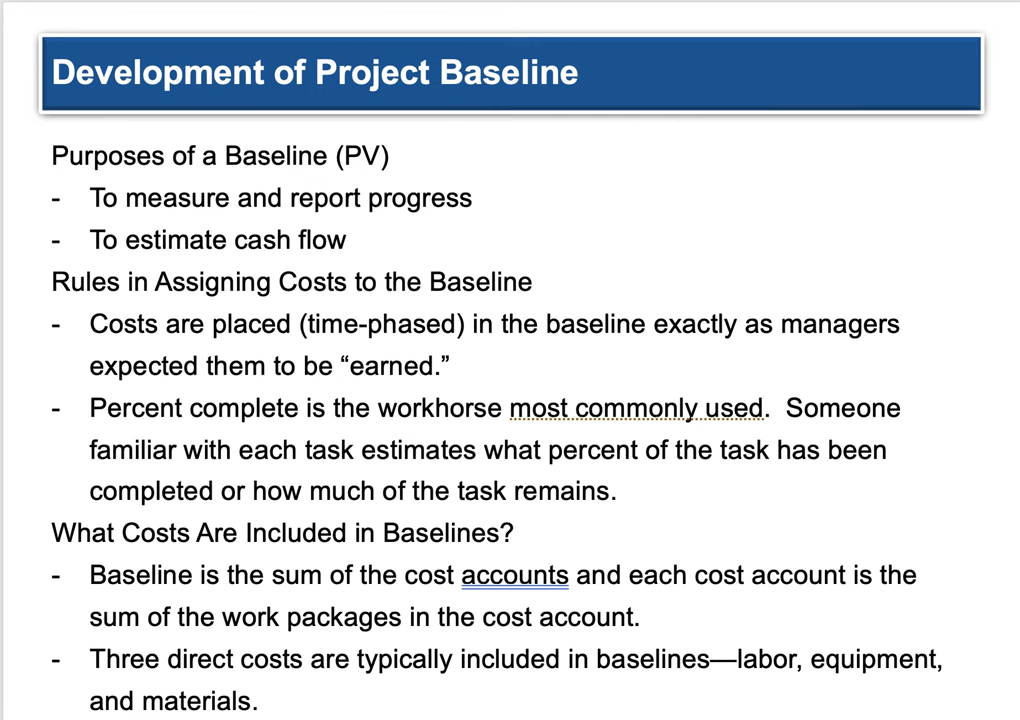 Development of Project Baseline
Purposes of a Baseline (PV)
- To measure and report progress
- To estimate cash flow
Rules in Assigning Costs to the Baseline
- Costs are placed (time-phased) in the baseline exactly as managers
expected them to be “earned.”
- Percent complete is the workhorse most commonly used.  Someone
familiar with each task estimates what percent of the task has been
completed or how much of the task remains.
What Costs Are Included in Baselines?
- Baseline is the sum of the cost accounts and each cost account is the
sum of the work packages in the cost account.
- Three direct costs are typically included in baselines—labor, equipment,
and materials.